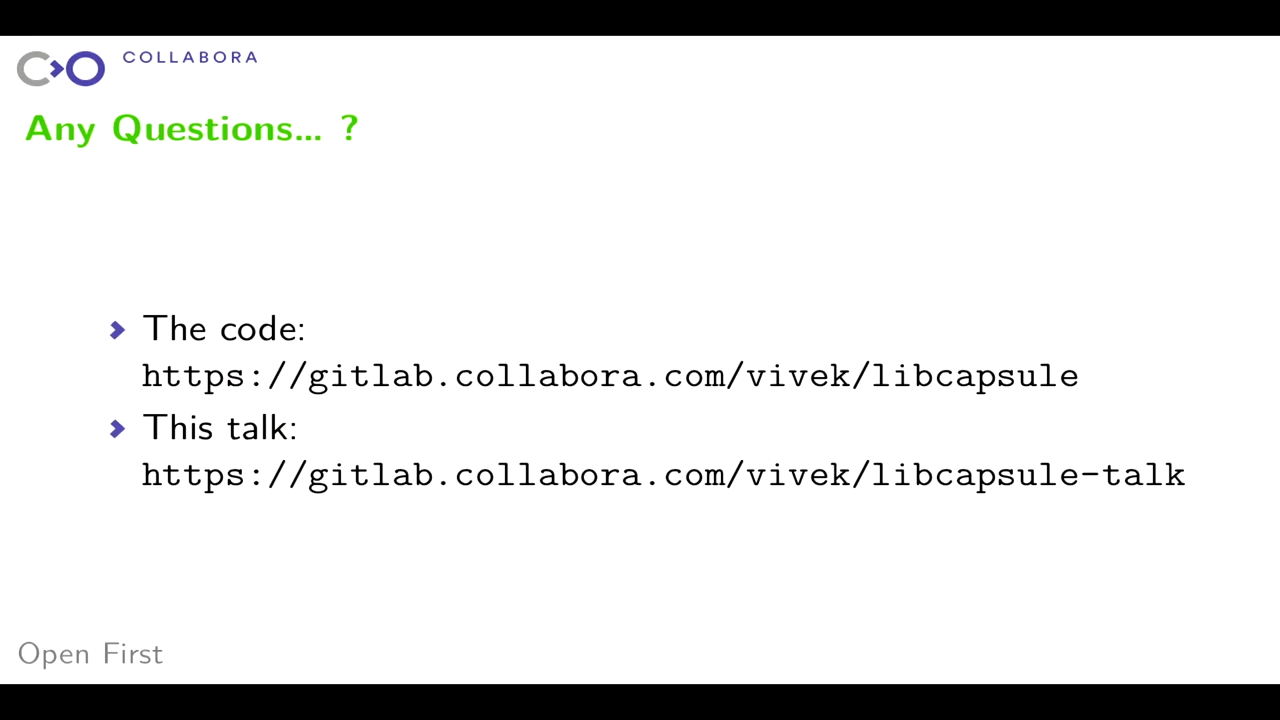 COLLABORA
Any Questions... ?
The code:
https://gitlab.collabora.com/vivek/libcapsule
This talk:
https://gitlab.collabora.com/vivek/libcapsule-talk
Open First